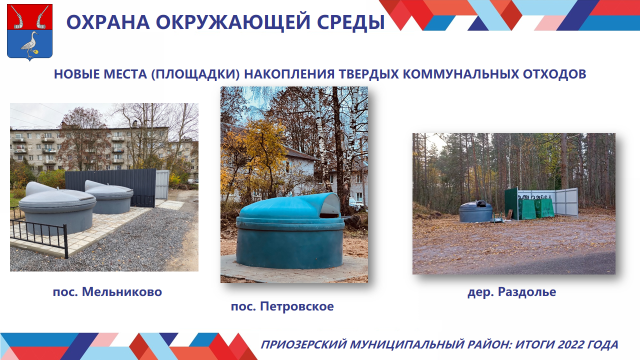 ОХРАНА ОКРУЖАЮЩЕЙ СРЕДЫ
НОВЫЕ МЕСТА (ПЛОЩАДКИ) НАКОПЛЕНИЯ ТВЕРДЫХ КОММУНАЛЬНЫХ ОТХОДОВ
пос. Мельниково
пос. Петровское
дер. Раздолье
ПРИОЗЕРСКИЙ МУНИЦИПАЛЬНЫЙ РАЙОН: ИТОГИ 2022 ГОДА